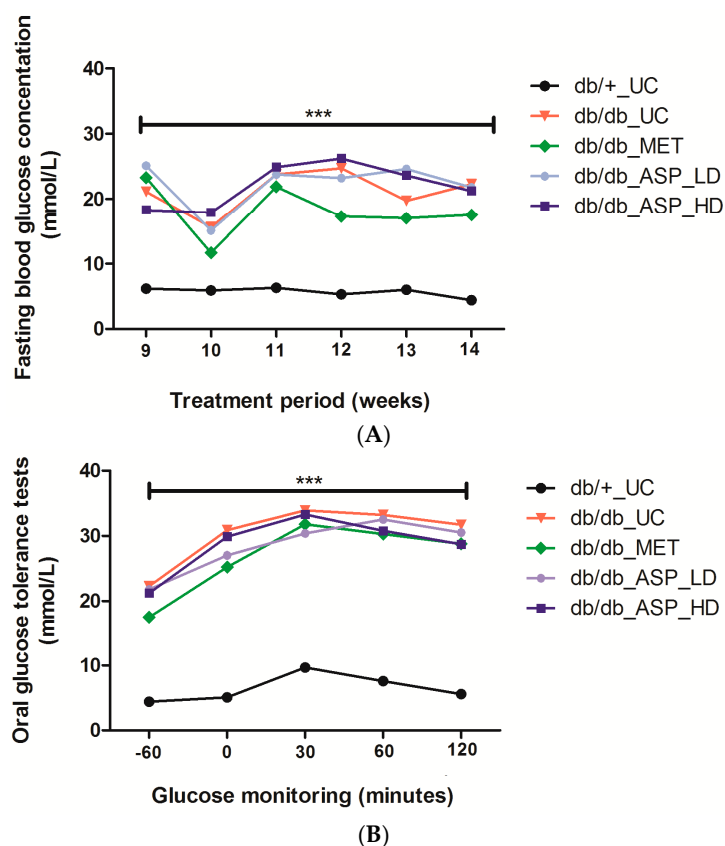 Fasting blood glucose concentation
(mmol/L)
40
30
20
10
0
***
9 10 11 12 13 14
Treatment period (weeks)
db/+_UC
db/db_UC
db/db_MET
db/db_ASP_LD
db/db_ASP_HD
(A)
Oral glucose tolerance tests
(mmol/L)
40
30
20
10
0
***
-60 0 30 60 120
Glucose monitoring (minutes)
db/+_UC
db/db_UC
db/db_MET
db/db_ASP_LD
db/db_ASP_HD
(B)